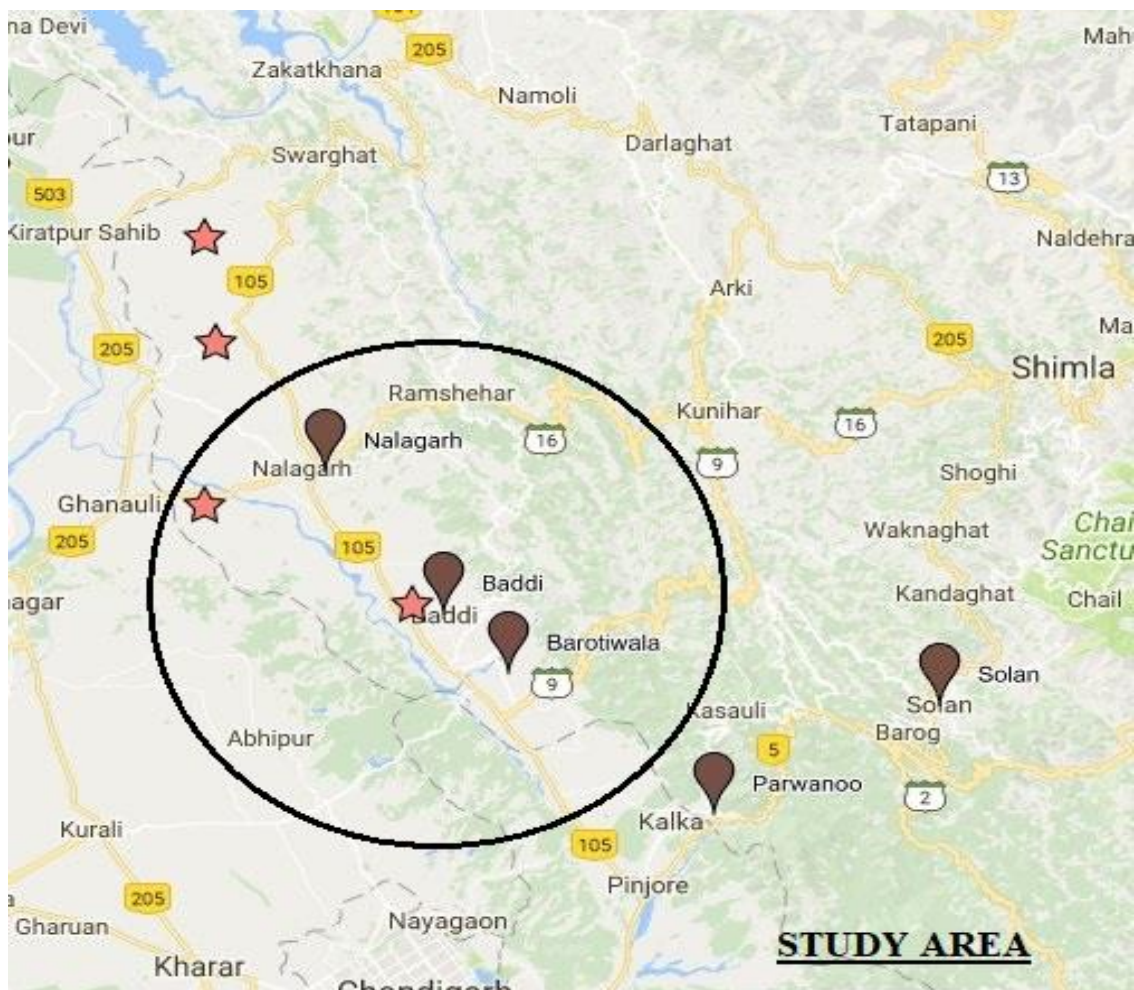 na Devi
205
Mah
Zakatkhana
Namoli
Tatapani
Darlaghat
Swarghat
13
503
Kiratpur Sahib
Naldehra
105
Arki
Ma
205
205
Shimla
Ramshehar
Kunihar
16
16
Nalagarh
Nalagarh
9
Shoghi
Ghanauli
Chai
Sanctu
Waknaghat
205
105
Baddi
Kandaghat
Chail
nagar
Baddi
Barotiwala
Solan
9
Solan
Kasauli
Barog
Abhipur
5
Parwanoo
2
Kalka
Kurali
105
Pinjore
205
Gharuan
Nayagaon
STUDY AREA
Kharar
Chandigarh